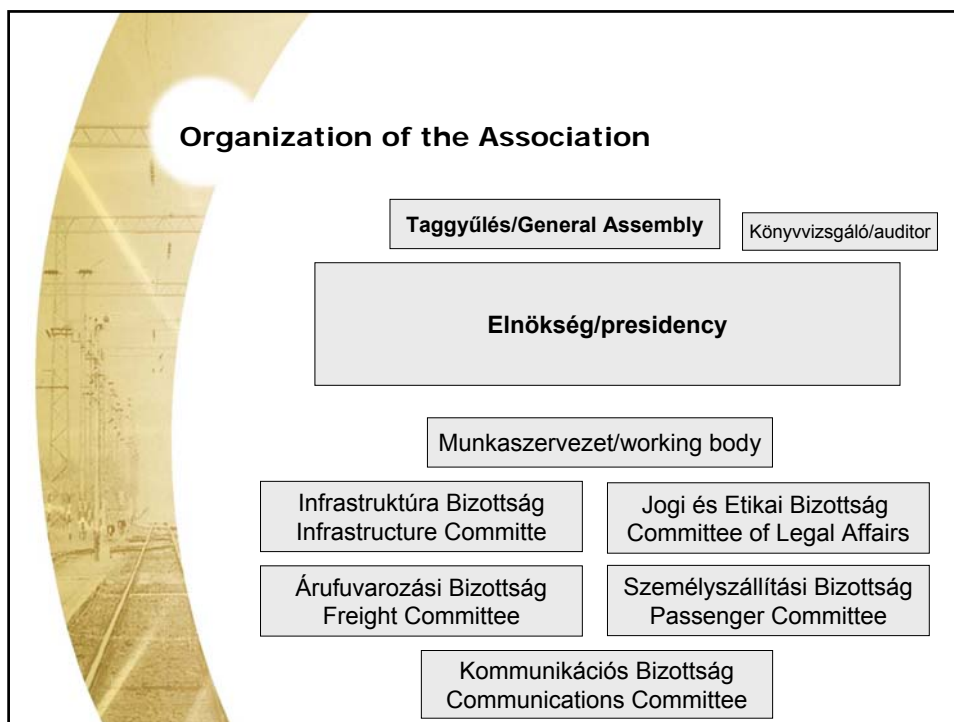 Organization of the Association
Taggyűlés/General Assembly
Könyvvizsgáló/auditor
Elnökség/presidency
Munkaszervezet/working body
Infrastruktúra Bizottság
Infrastructure Committe
Jogi és Etikai Bizottság
Committee of Legal Affairs
Árufuvarozási Bizottság
Freight Committee
Személyszállítási Bizottság
Passenger Committee
Kommunikációs Bizottság
Communications Committee